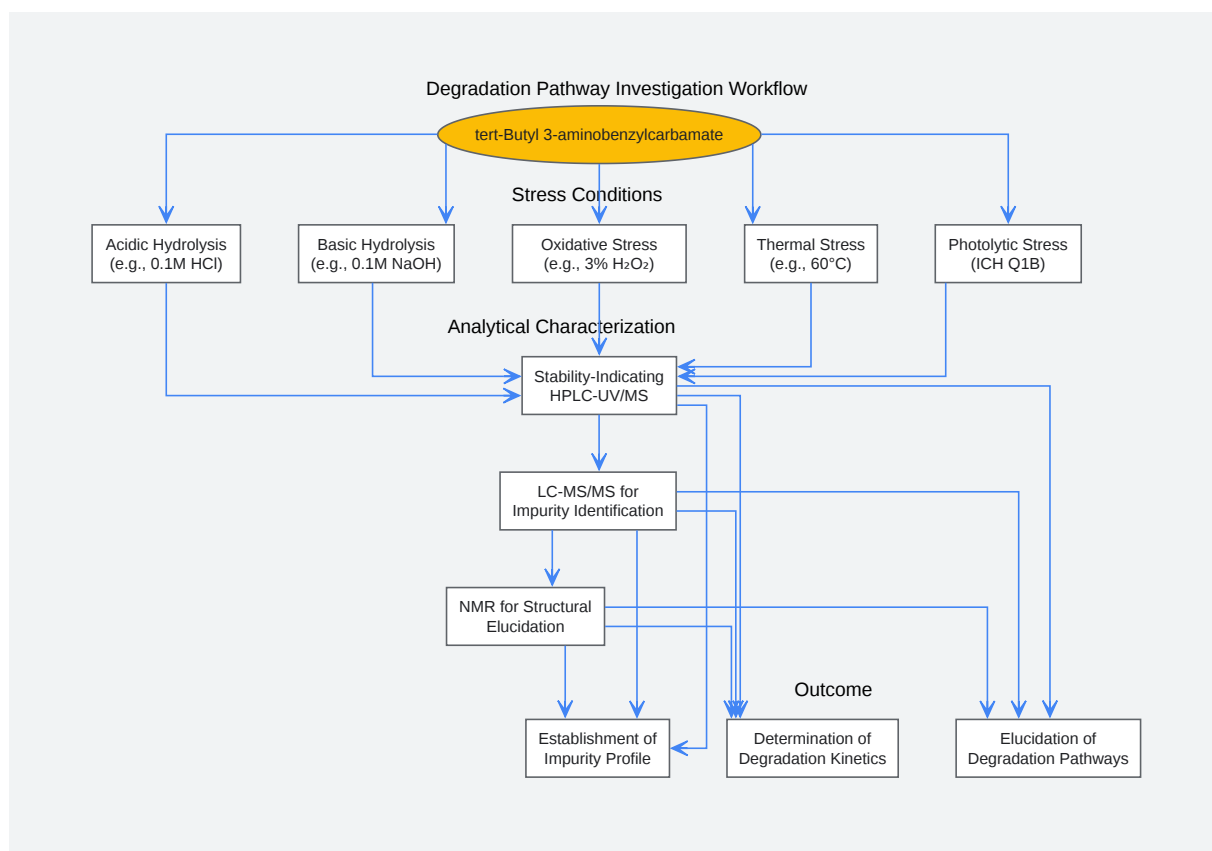 Degradation Pathway Investigation Workflow
tert-Butyl 3-aminobenzylcarbamate
Stress Conditions
Acidic Hydrolysis
(e.g., 0.1M HCl)
Basic Hydrolysis
(e.g., 0.1M NaOH)
Oxidative Stress
(e.g., 3% H₂O₂)
Thermal Stress
(e.g., 60°C)
Photolytic Stress
(ICH Q1B)
Analytical Characterization
Stability-Indicating
HPLC-UV/MS
LC-MS/MS for
Impurity Identification
NMR for Structural
Elucidation
Outcome
Establishment of
Impurity Profile
Determination of
Degradation Kinetics
Elucidation of
Degradation Pathways